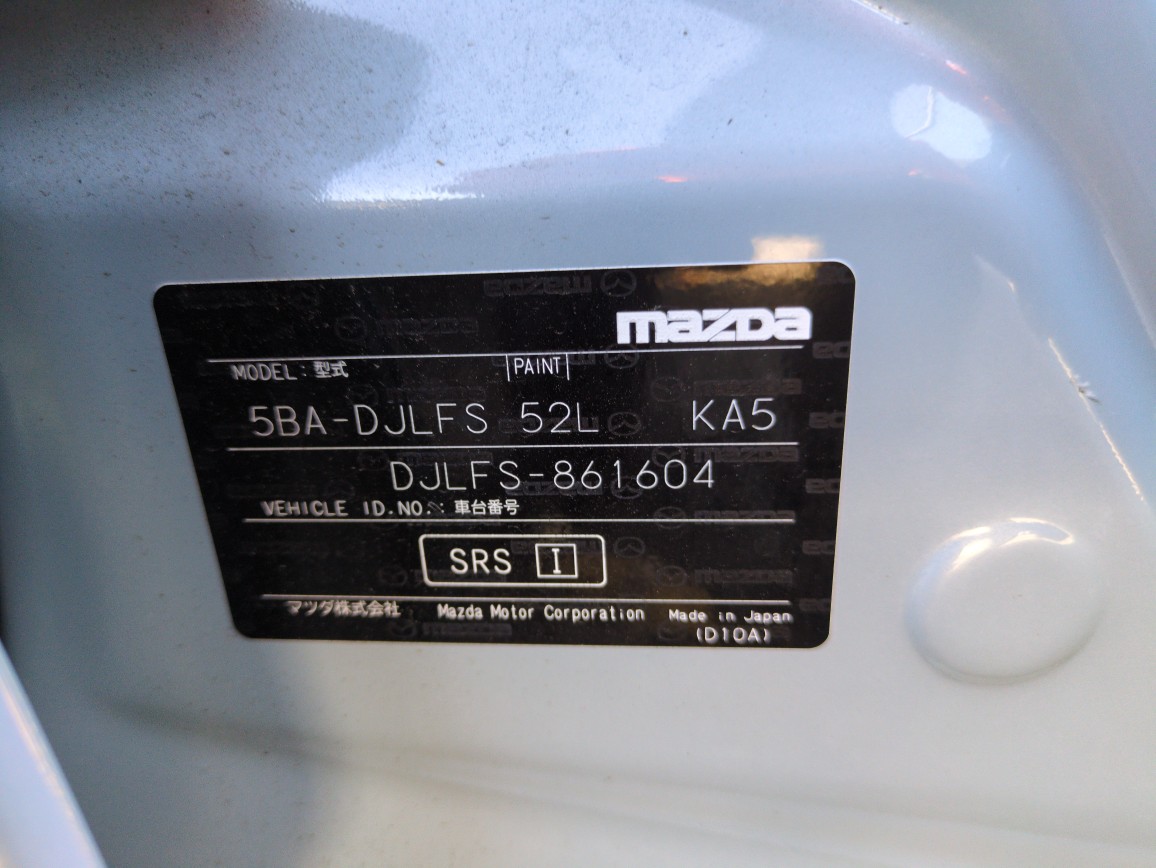 mazda
MODEL : 型式 PAINT
5BA-DJLFS 52L KA5
DJLFS-861604
VEHICLE ID.NO.: 車台番号
SRS I
マツダ株式会社 Mazda Motor Corporation Made in Japan
(D10A)